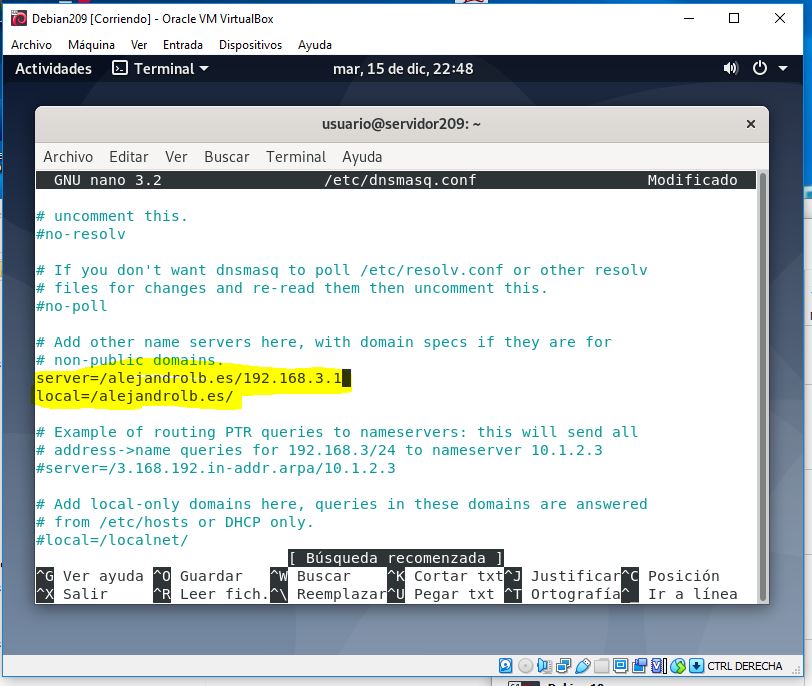 Debian209 [Corriendo] - Oracle VM VirtualBox
Archivo Máquina Ver Entrada Dispositivos Ayuda
Actividades Terminal mar, 15 de dic, 22:48
usuario@servidor209: ~
Archivo Editar Ver Buscar Terminal Ayuda
GNU nano 3.2 /etc/dnsmasq.conf Modificado
# uncomment this.
#no-resolv
# If you don't want dnsmasq to poll /etc/resolv.conf or other resolv
# files for changes and re-read them then uncomment this.
#no-poll
# Add other name servers here, with domain specs if they are for
# non-public domains.
server=/alejandrolb.es/192.168.3.1
local=/alejandrolb.es/
# Example of routing PTR queries to nameservers: this will send all
# address->name queries for 192.168.3/24 to nameserver 10.1.2.3
#server=/3.168.192.in-addr.arpa/10.1.2.3
# Add local-only domains here, queries in these domains are answered
# from /etc/hosts or DHCP only.
#local=/localnet/
[ Búsqueda recomenzada ]
^G Ver ayuda ^O Guardar ^W Buscar ^K Cortar txt ^J Justificar ^C Posición
^X Salir ^R Leer fich. ^\ Reemplazar ^U Pegar txt ^T Ortografía ^ Ir a línea
CTRL DERECHA